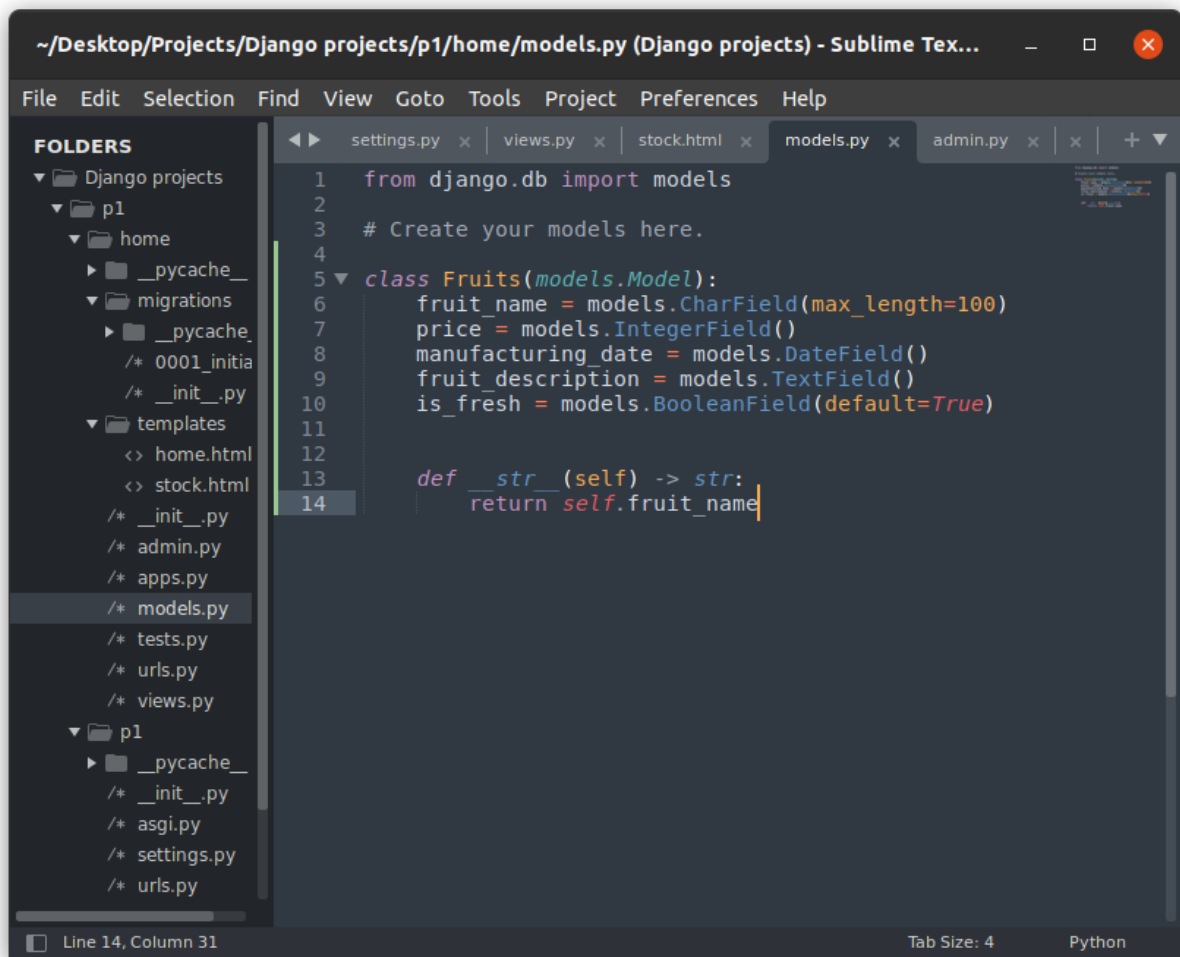 ~/Desktop/Projects/Django projects/p1/home/models.py (Django projects) - Sublime Tex...
File Edit Selection Find View Goto Tools Project Preferences Help
FOLDERS
Django projects
p1
home
__pycache__
migrations
__pycache_
/* 0001_initia
/* __init__.py
templates
<> home.html
<> stock.html
/* __init__.py
/* admin.py
/* apps.py
/* models.py
/* tests.py
/* urls.py
/* views.py
p1
__pycache__
/* __init__.py
/* asgi.py
/* settings.py
/* urls.py
settings.py × views.py × stock.html × models.py × admin.py × × +
1 from django.db import models
2
3 # Create your models here.
4
5 class Fruits(models.Model):
6     fruit_name = models.CharField(max_length=100)
7     price = models.IntegerField()
8     manufacturing_date = models.DateField()
9     fruit_description = models.TextField()
10     is_fresh = models.BooleanField(default=True)
11
12
13     def __str__(self) -> str:
14         return self.fruit_name
Line 14, Column 31
Tab Size: 4
Python